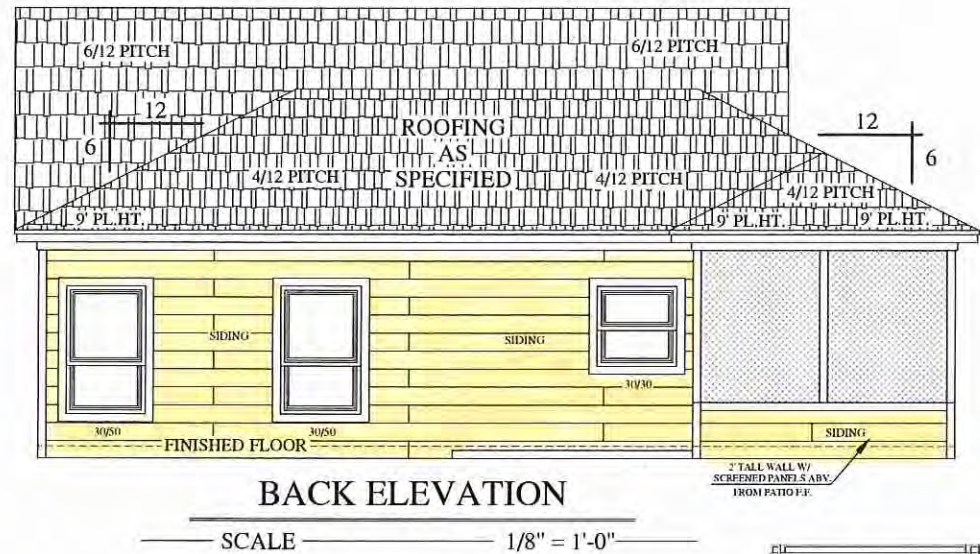 6/12 PITCH
6/12 PITCH
12
6
12
6
ROOFING
AS
SPECIFIED
4/12 PITCH
4/12 PITCH
4/12 PITCH
9' PL.HT.
9' PL.HT.
9' PL.HT.
SIDING
SIDING
30/30
30/50
30/50
FINISHED FLOOR
SIDING
2' TALL WALL W/
SCREENED PANELS ABV.
FROM PATIO F.F.
BACK ELEVATION
SCALE 1/8" = 1'-0"